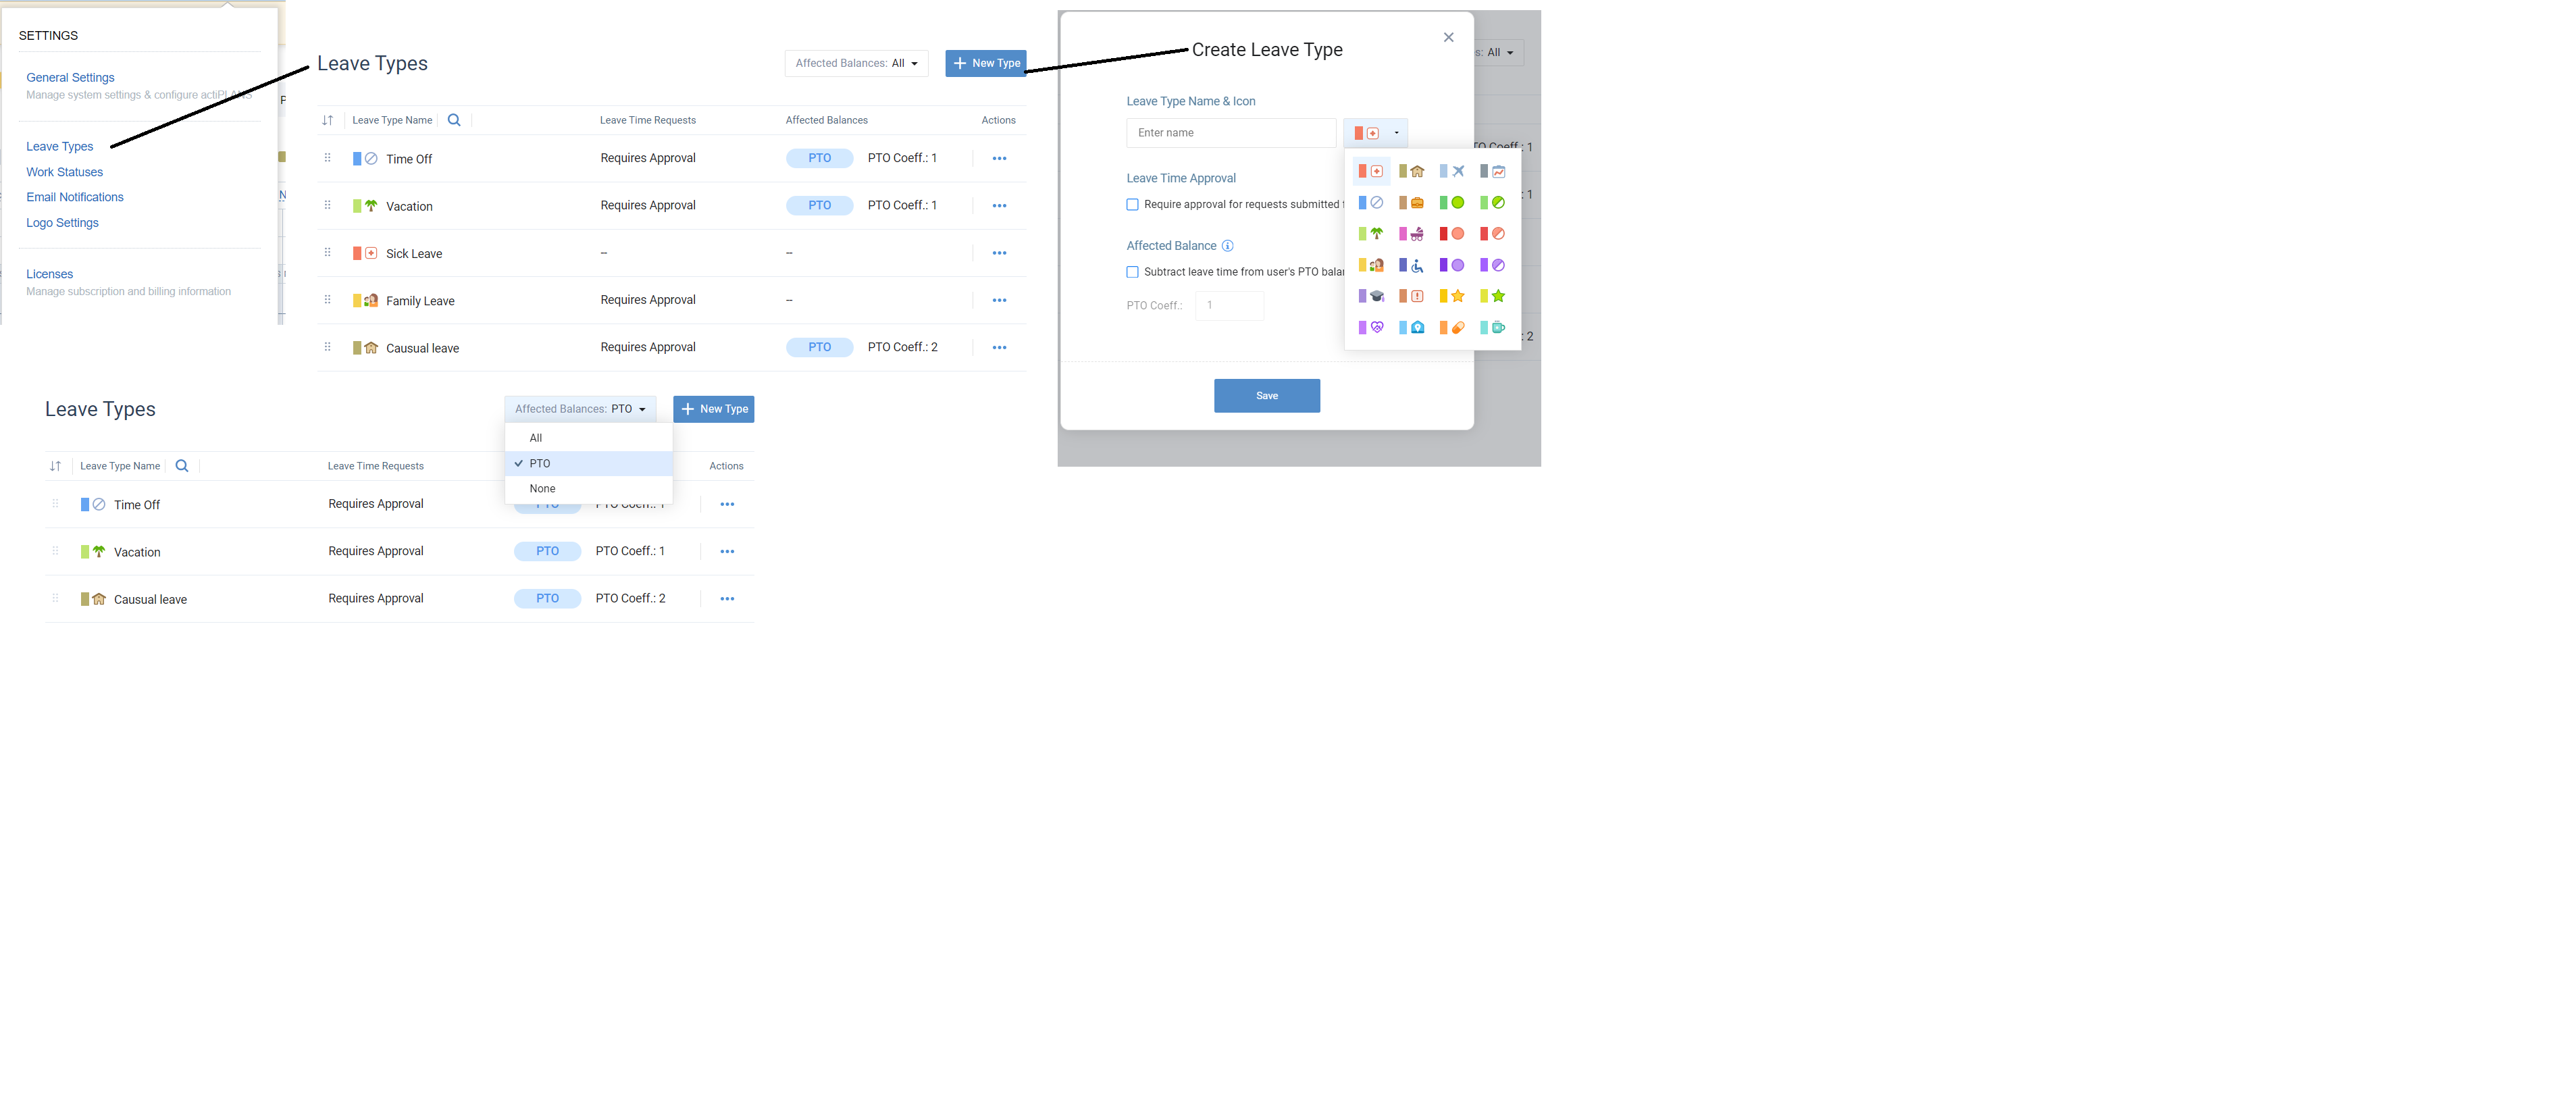 SETTINGS
General Settings
Manage system settings & configure actiPLANS
Leave Types
Work Statuses
Email Notifications
Logo Settings
Licenses
Manage subscription and billing information
Leave Types
Affected Balances: All
New Type
Leave Type Name
Leave Time Requests
Affected Balances
Actions
Time Off Requires Approval PTO PTO Coeff.: 1
Vacation Requires Approval PTO PTO Coeff.: 1
Sick Leave -- --
Family Leave Requires Approval --
Causual leave Requires Approval PTO PTO Coeff.: 2
Create Leave Type
Leave Type Name & Icon
Enter name
Leave Time Approval
Require approval for requests submitted
Affected Balance
Subtract leave time from user's PTO
PTO Coeff.: 1
Save
s: All
TO Coeff.: 1
: 1
: 2
Leave Types
Affected Balances: PTO
New Type
All
PTO
None
Leave Type Name
Leave Time Requests
Actions
Time Off Requires Approval PTO PTO Coeff.: 1
Vacation Requires Approval PTO PTO Coeff.: 1
Causual leave Requires Approval PTO PTO Coeff.: 2